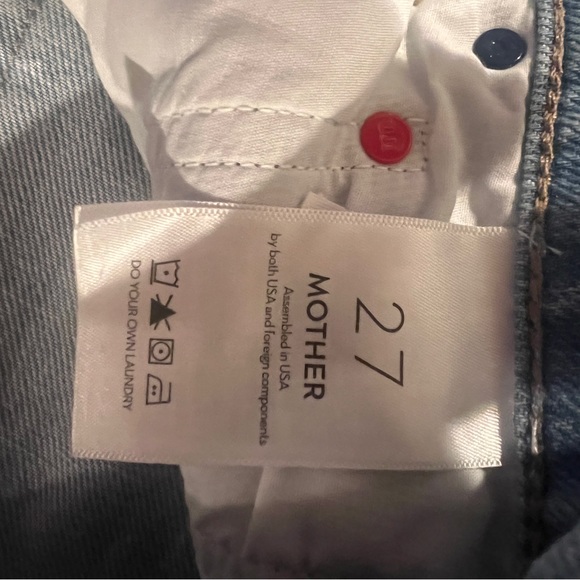 27
MOTHER
Assembled in USA
by both USA and foreign components
DO YOUR OWN LAUNDRY